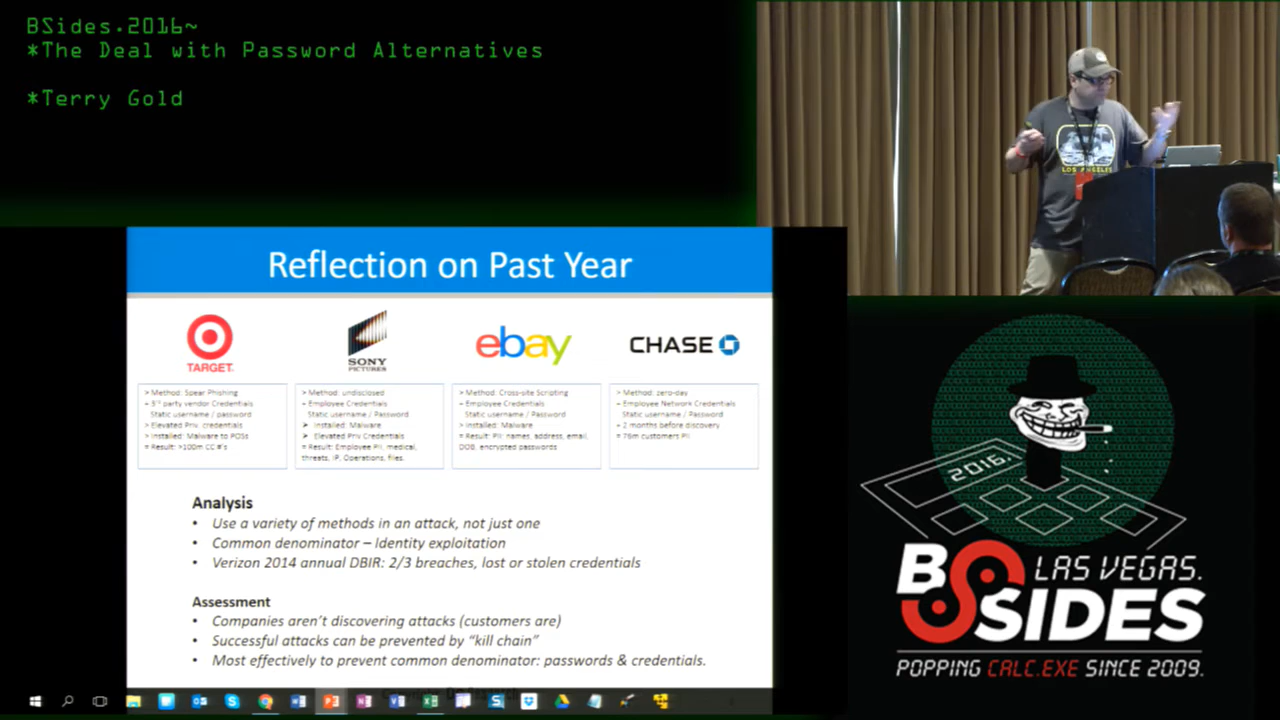 BSides.2016~
*The Deal with Password Alternatives
*Terry Gold
LOS ANGELES
Reflection on Past Year
TARGET.
SONY
PICTURES
ebay
CHASE
> Method: Spear Phishing
+ 3rd party vendor Credentials
Static username / password
> Elevated Priv. credentials
> Installed: Malware to POSs
= Result: >100m CC #'s
> Method: undisclosed
+ Employee Credentials
Static username / Password
➤ Installed: Malware
➤ Elevated Priv Credentials
= Result: Employee PII, medical,
threats, IP, Operations, files.
> Method: Cross-site Scripting
+ Employee Credentials
Static username / Password
> Installed: Malware
= Result: PII: names, address, email,
DOB, encrypted passwords
> Method: zero-day
+ Employee Network Credentials
Static username / Password
+ 2 months before discovery
= 76m customers PII
Analysis
• Use a variety of methods in an attack, not just one
• Common denominator – Identity exploitation
• Verizon 2014 annual DBIR: 2/3 breaches, lost or stolen credentials
Assessment
• Companies aren't discovering attacks (customers are)
• Successful attacks can be prevented by "kill chain"
• Most effectively to prevent common denominator: passwords & credentials.
2016.
BSIDES
LAS VEGAS.
POPPING CALC.EXE SINCE 2009.